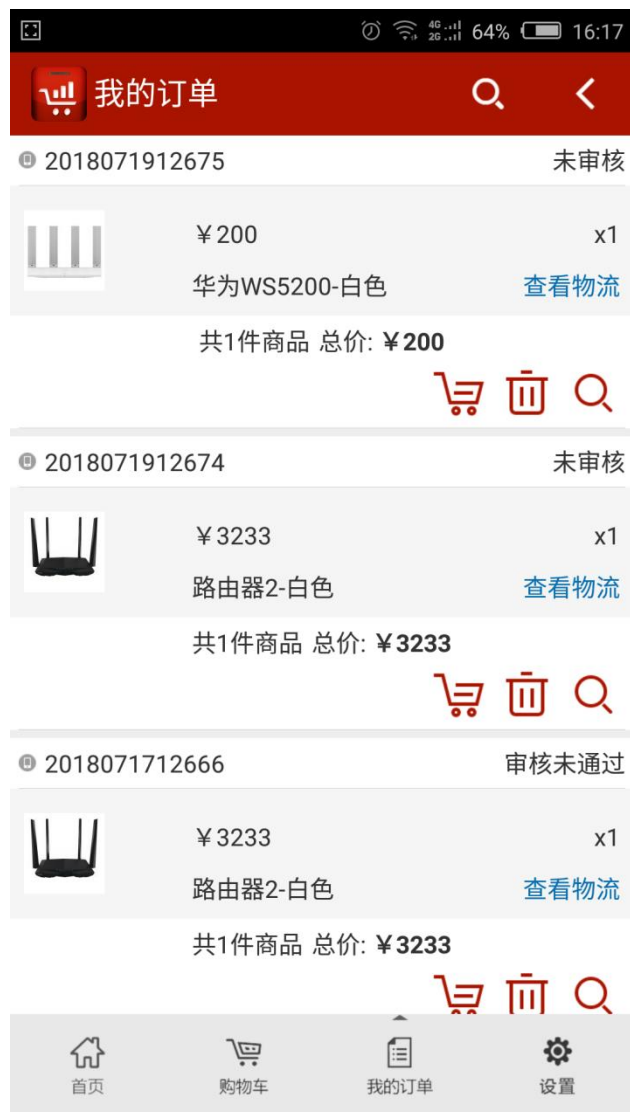 4G 2G 64% 16:17
我的订单
2018071912675 未审核
￥200 x1
华为WS5200-白色 查看物流
共1件商品 总价: ￥200
2018071912674 未审核
￥3233 x1
路由器2-白色 查看物流
共1件商品 总价: ￥3233
2018071712666 审核未通过
￥3233 x1
路由器2-白色 查看物流
共1件商品 总价: ￥3233
首页 购物车 我的订单 设置